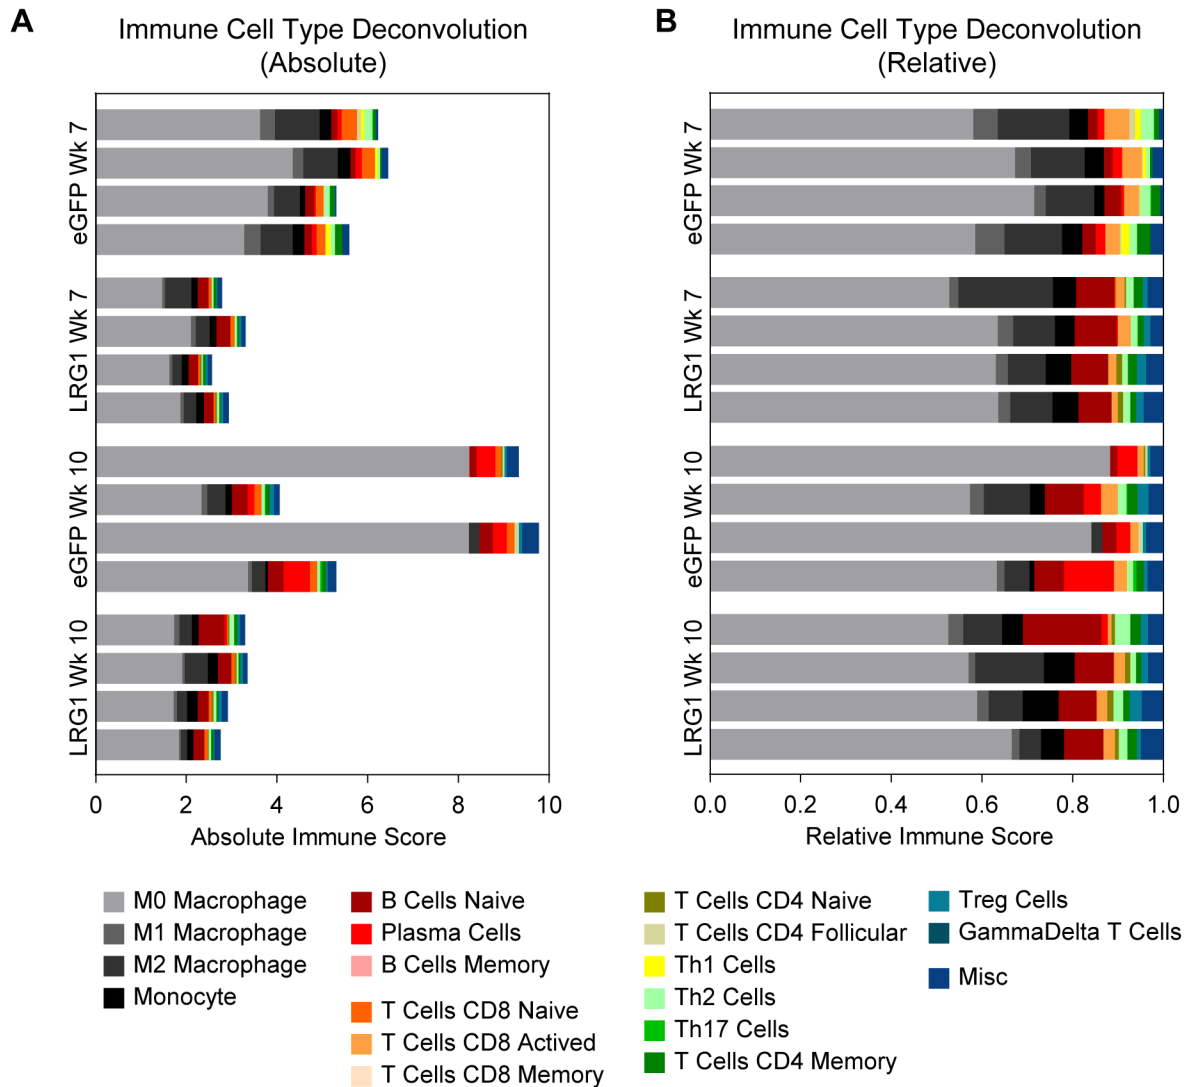 A
Immune Cell Type Deconvolution
(Absolute)
eGFP Wk 7
LRG1 Wk 7
eGFP Wk 10
LRG1 Wk 10
0 2 4 6 8 10
Absolute Immune Score
B
Immune Cell Type Deconvolution
(Relative)
eGFP Wk 7
LRG1 Wk 7
eGFP Wk 10
LRG1 Wk 10
0.0 0.2 0.4 0.6 0.8 1.0
Relative Immune Score
M0 Macrophage
M1 Macrophage
M2 Macrophage
Monocyte
B Cells Naive
Plasma Cells
B Cells Memory
T Cells CD8 Naive
T Cells CD8 Actived
T Cells CD8 Memory
T Cells CD4 Naive
T Cells CD4 Follicular
Th1 Cells
Th2 Cells
Th17 Cells
T Cells CD4 Memory
Treg Cells
GammaDelta T Cells
Misc